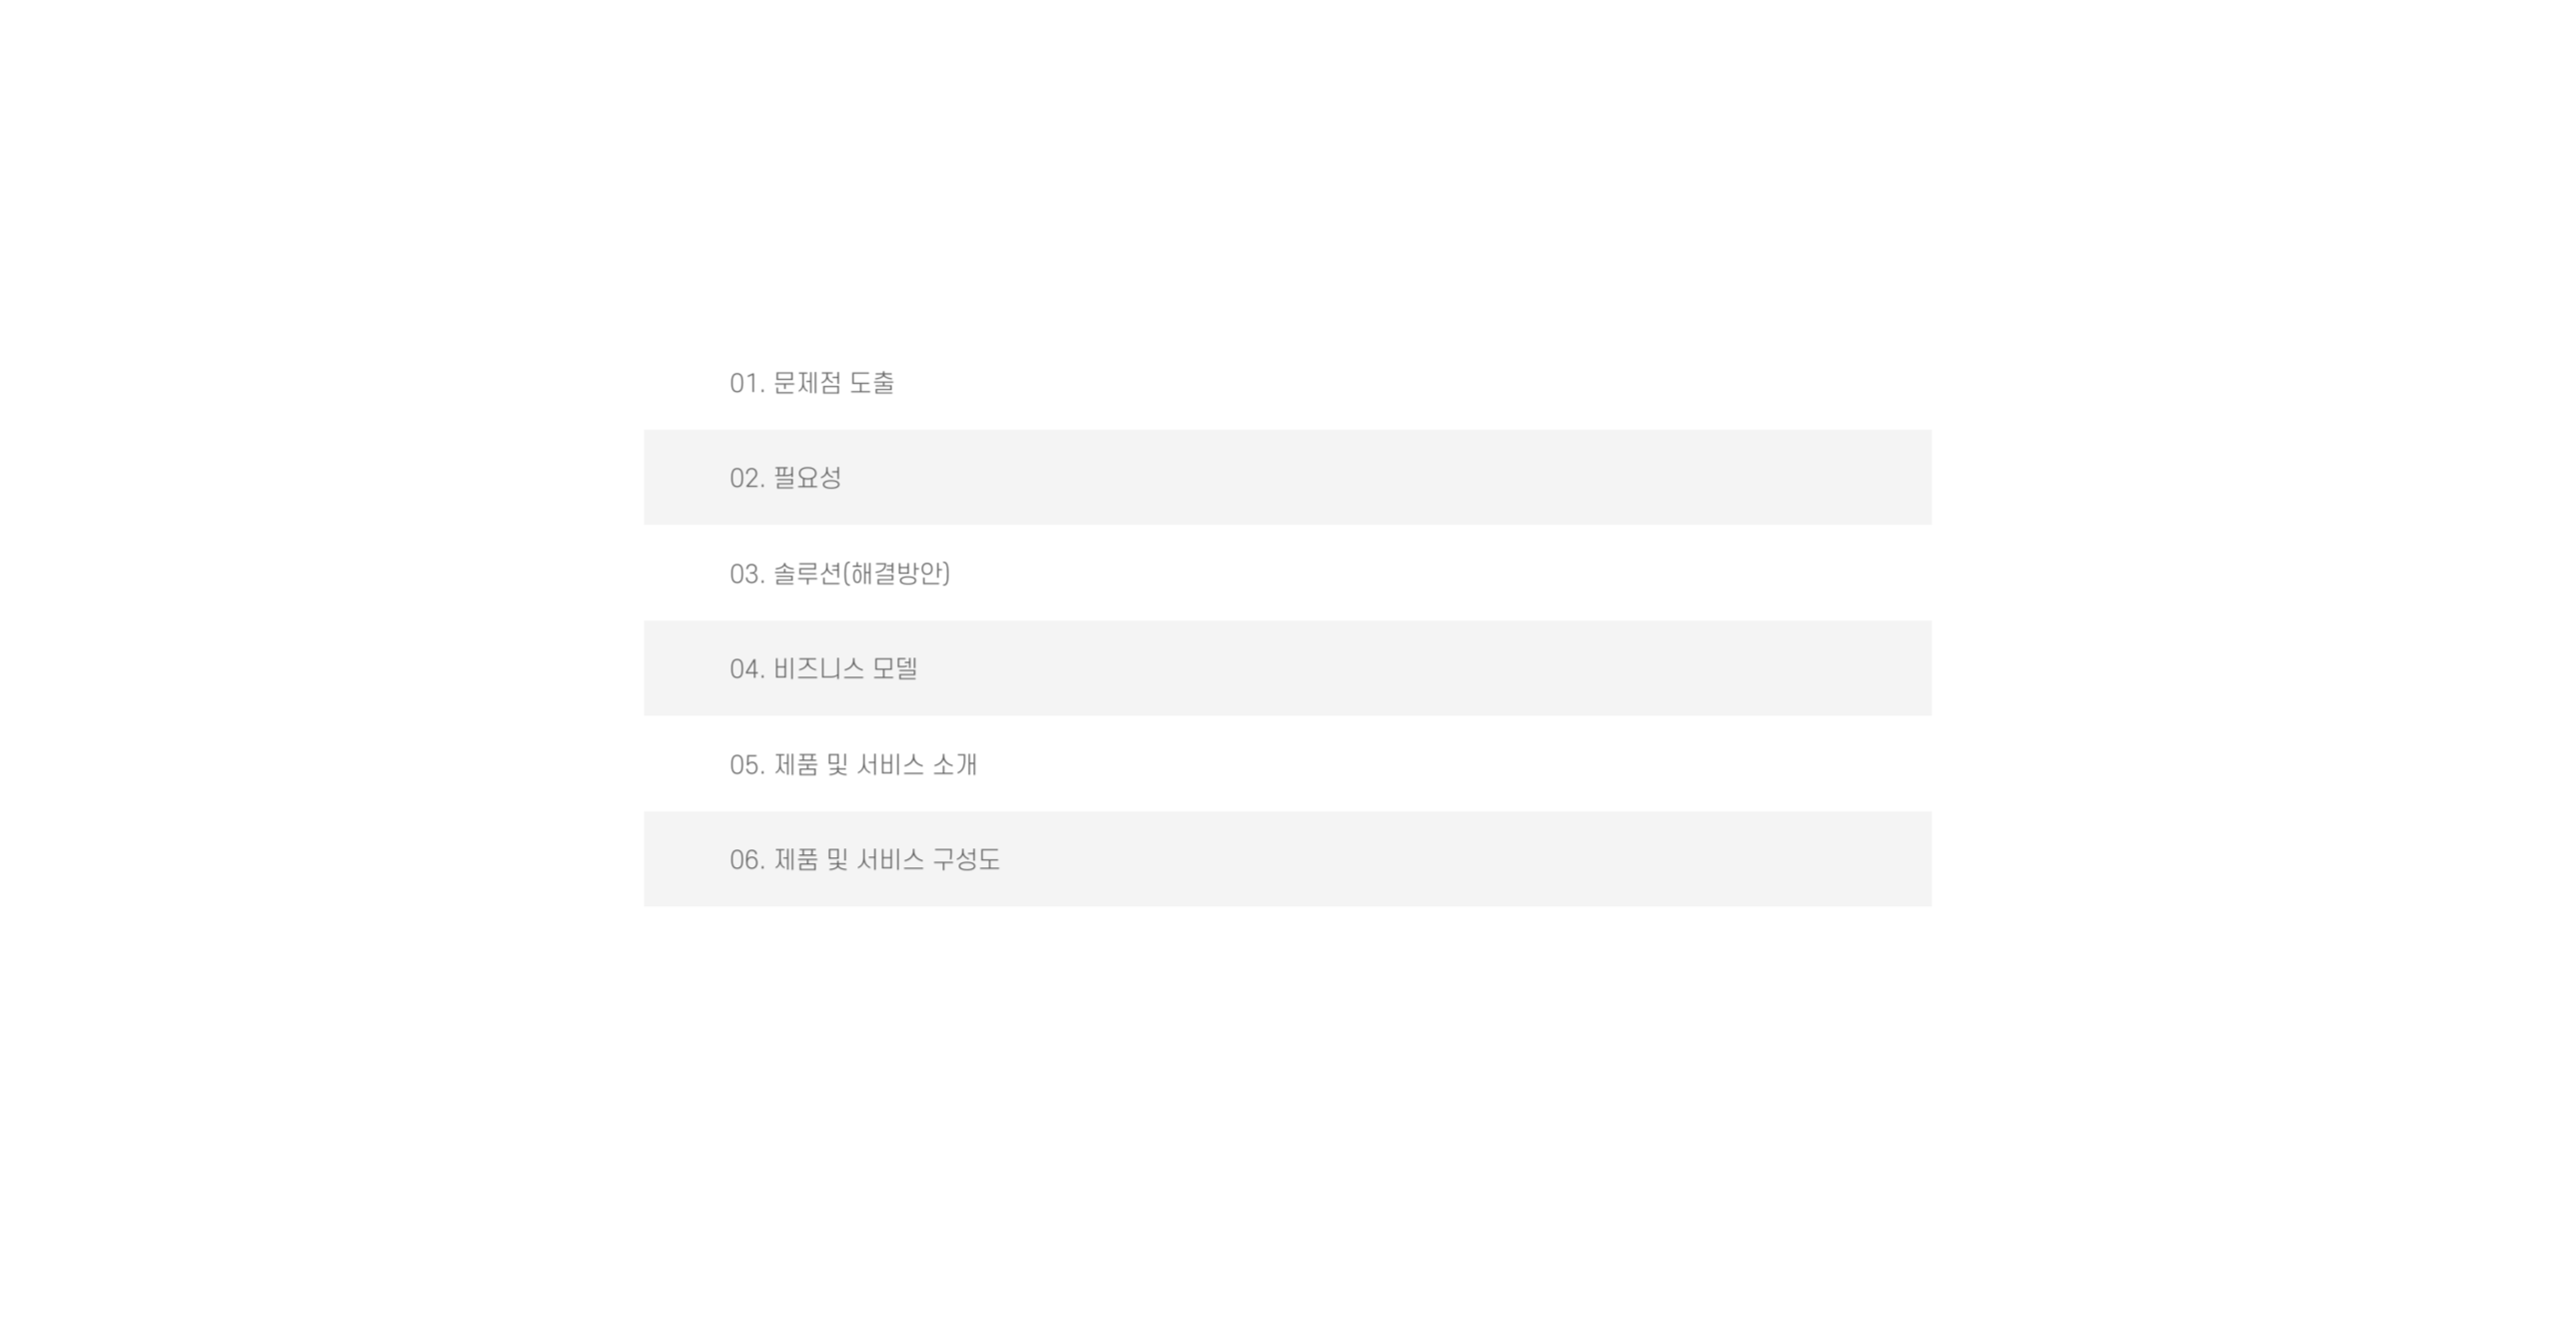 01. 문제점 도출
02. 필요성
03. 솔루션(해결방안)
04. 비즈니스 모델
05. 제품 및 서비스 소개
06. 제품 및 서비스 구성도